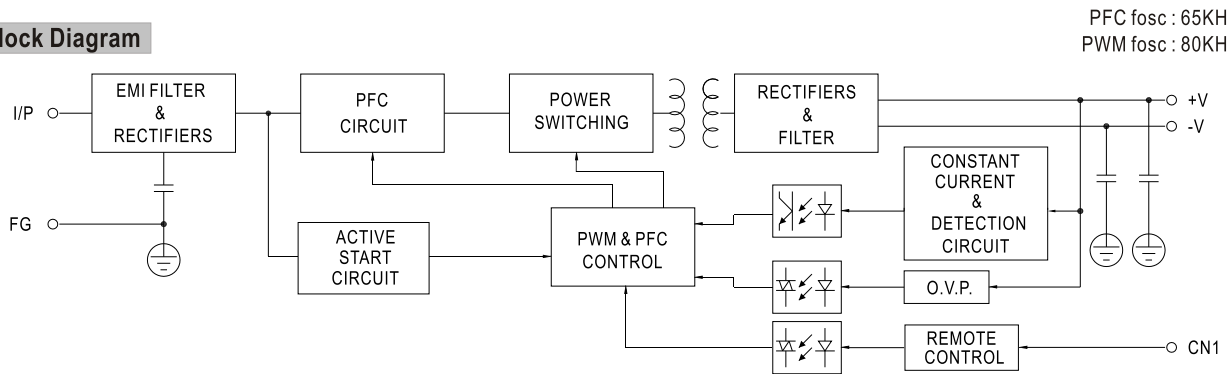 PFC fosc : 65KH
lock Diagram
PWM fosc : 80KH
EMI FILTER
&
RECTIFIERS
PFC
CIRCUIT
POWER
SWITCHING
RECTIFIERS
&
FILTER
I/P
+V
-V
CONSTANT
CURRENT
&
DETECTION
CIRCUIT
FG
ACTIVE
START
CIRCUIT
PWM & PFC
CONTROL
O.V.P.
REMOTE
CONTROL
CN1